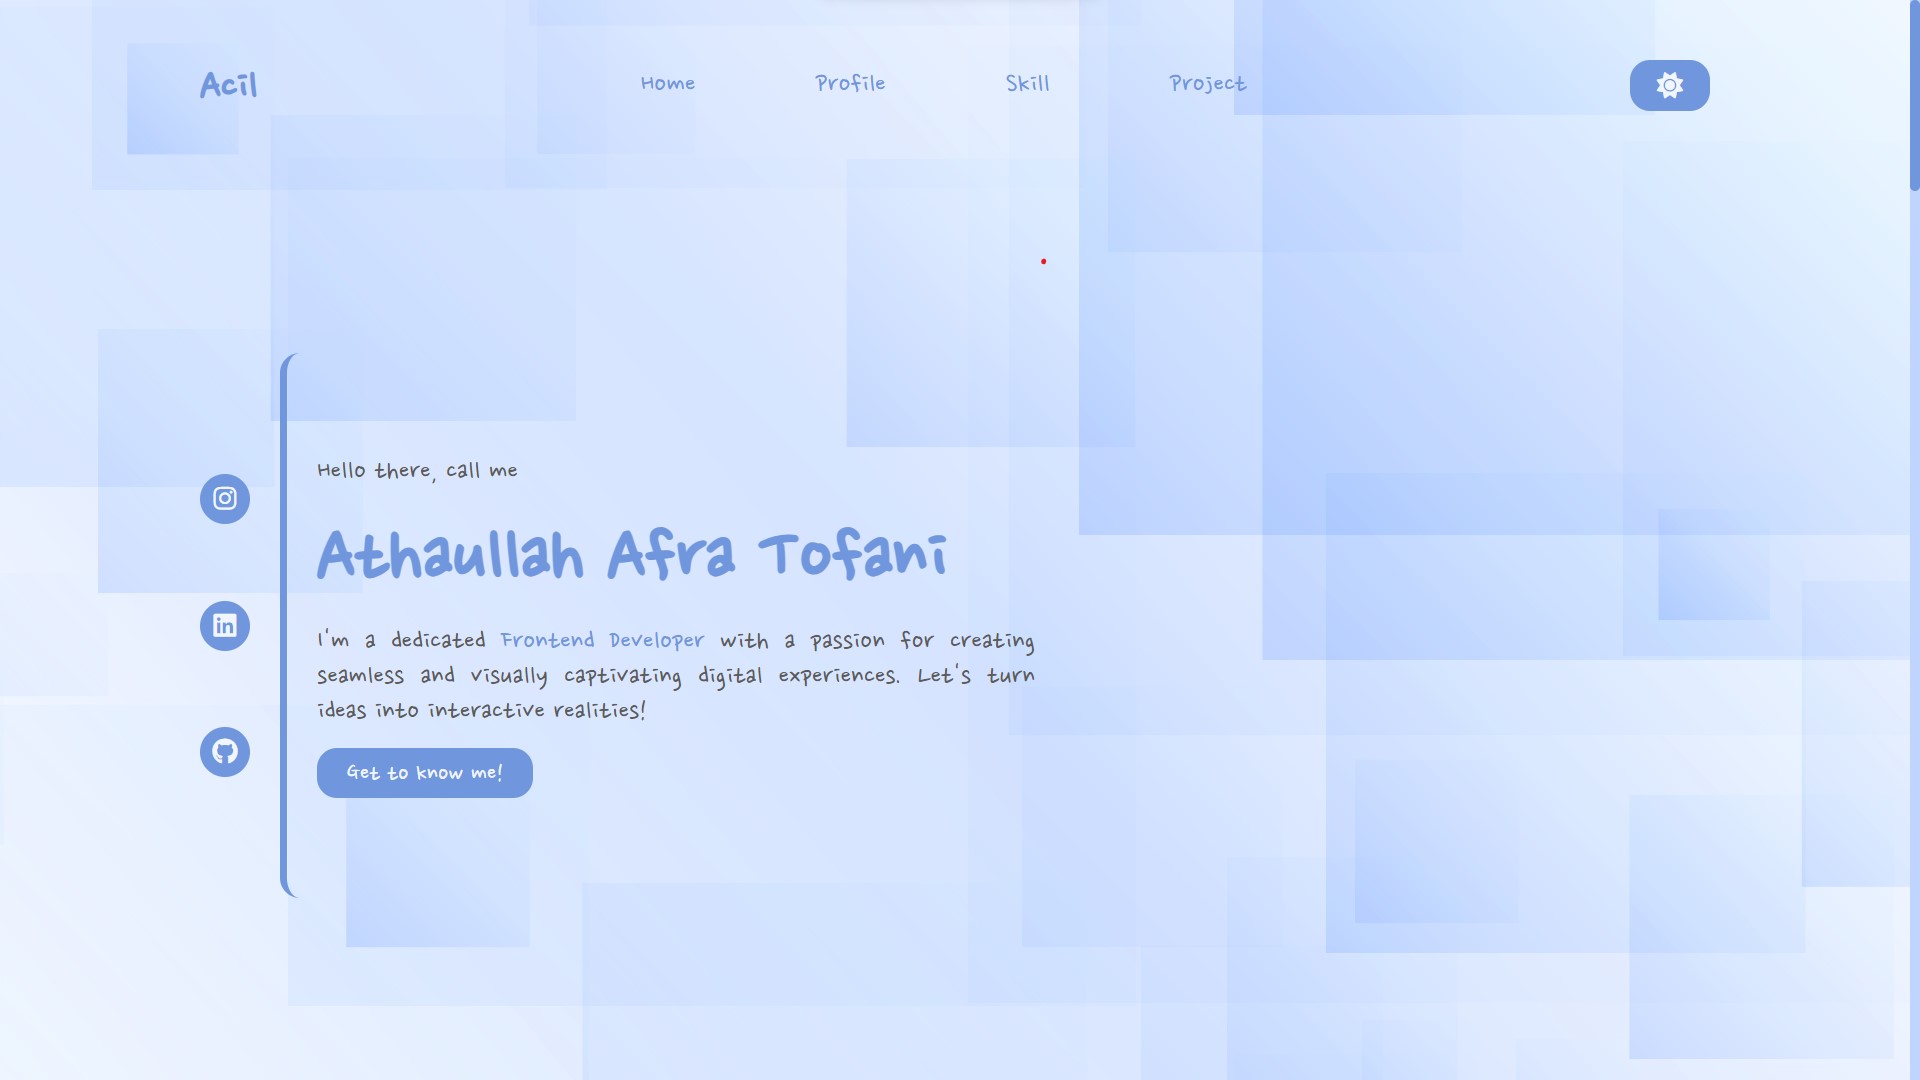 Acil
Home
Profile
Skill
Project
Hello there, call me
Athaullah Afra Tofani
I'm a dedicated Frontend Developer with a passion for creating
seamless and visually captivating digital experiences. Let's turn
ideas into interactive realities!
Get to know me!